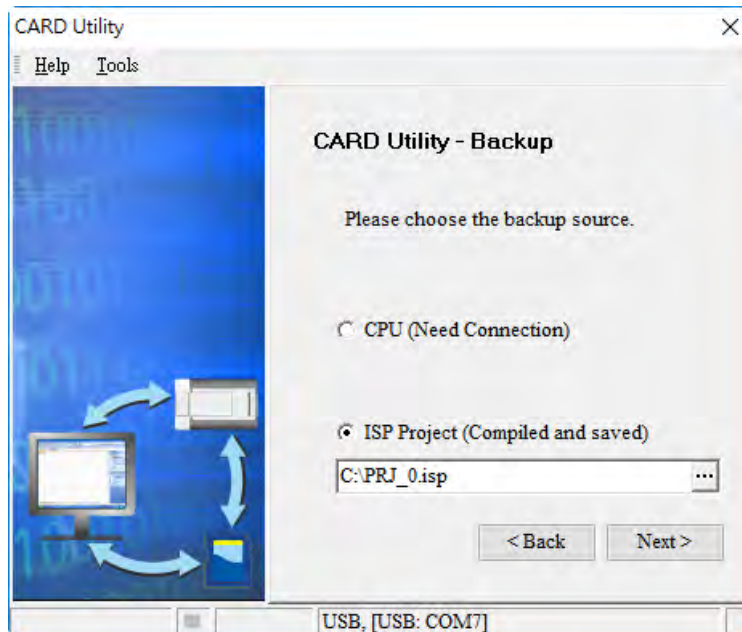 CARD Utility
Help Tools
CARD Utility - Backup
Please choose the backup source.
CPU (Need Connection)
ISP Project (Compiled and saved)
C:\PRJ_0.isp ...
< Back Next >
USB, [USB: COM7]